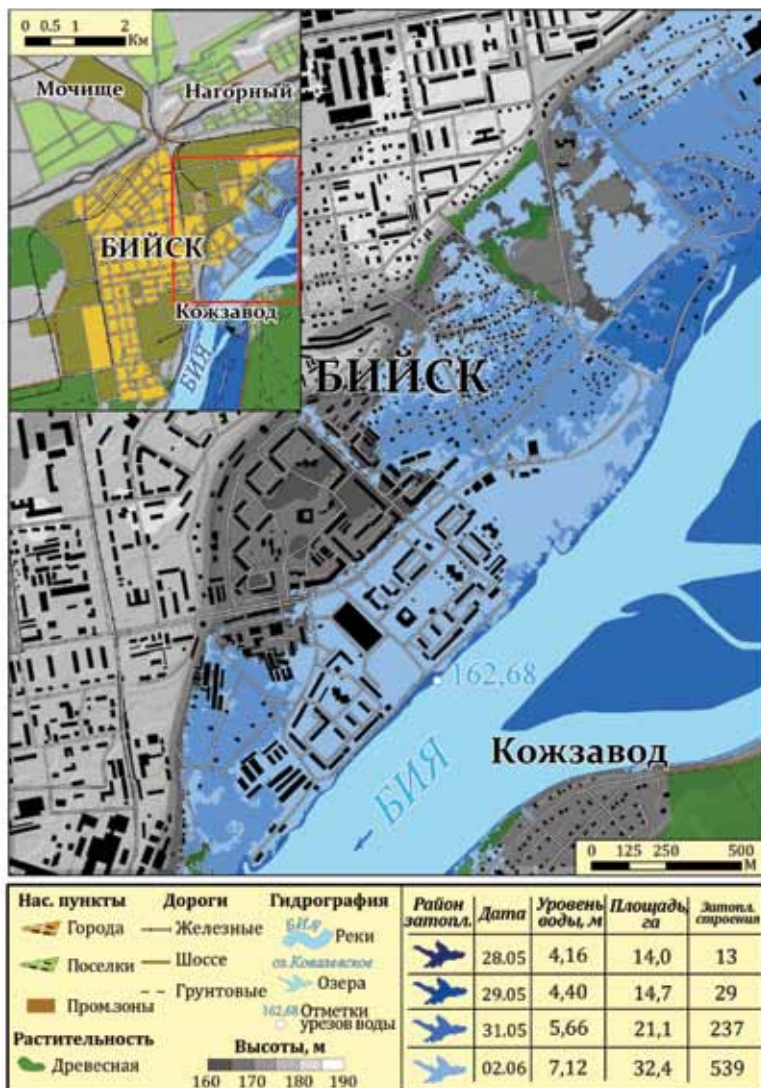 0 0.5 1 2
Км
Мочище
Нагорный
БИЙСК
Кожзавод
БИЯ
БИЙСК
162,68
Кожзавод
БИЯ
0 125 250 500
М
Нас. пункты
Города
Поселки
Пром.зоны
Растительность
Древесная
Дороги
Железные
Шоссе
Грунтовые
Гидрография
БИЯ
Реки
оз. Ковалевское
Озера
162,68 Отметки
урезов воды
Высоты, м
160 170 180 190
Район затопл. Дата Уровень воды, м Площадь, га Затопл. строения
28.05 4,16 14,0 13
29.05 4,40 14,7 29
31.05 5,66 21,1 237
02.06 7,12 32,4 539